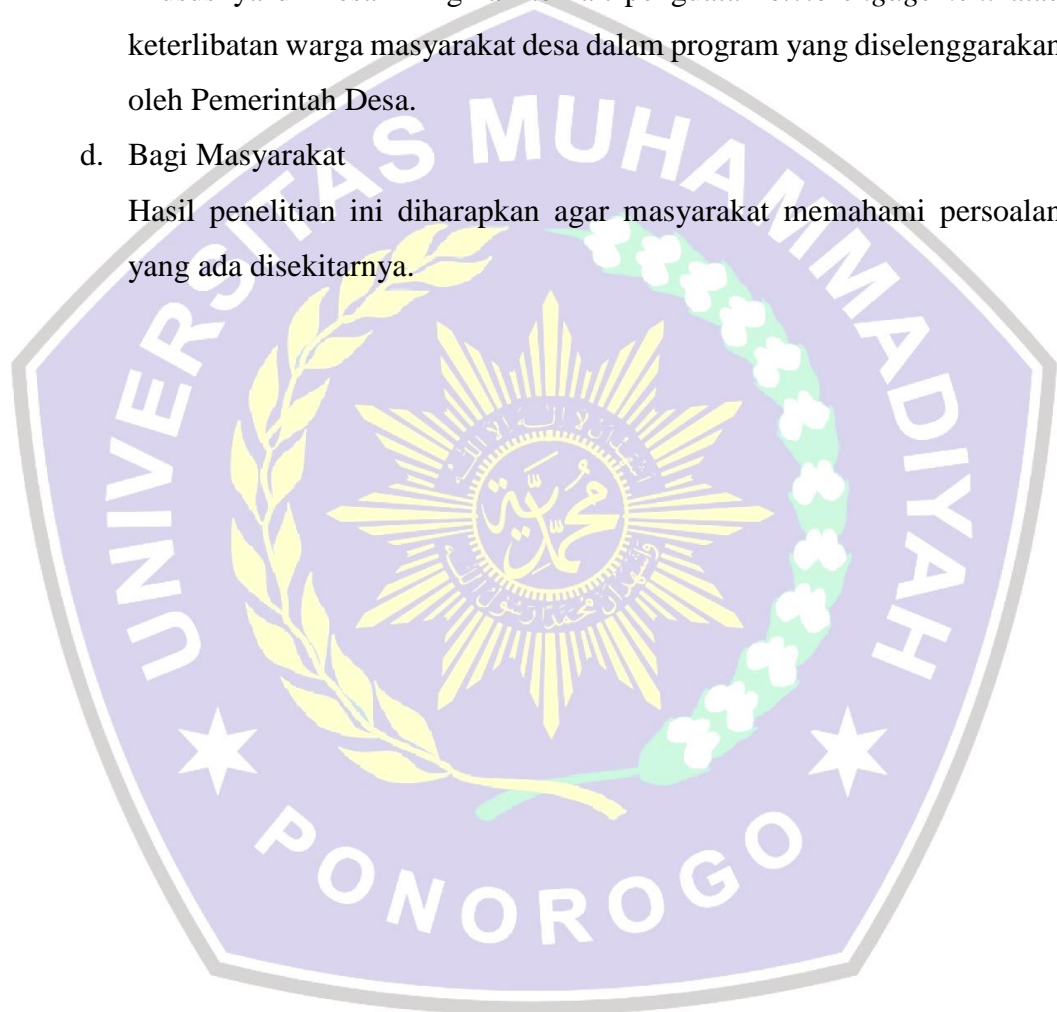 keterlibatan warga masyarakat desa dalam program yang diselenggarakan
oleh Pemerintah Desa.
d. Bagi Masyarakat
Hasil penelitian ini diharapkan agar masyarakat memahami persoalan
yang ada disekitarnya.
UNIVERSITAS MUHAMMADIYAH
PONOROGO
محمدية